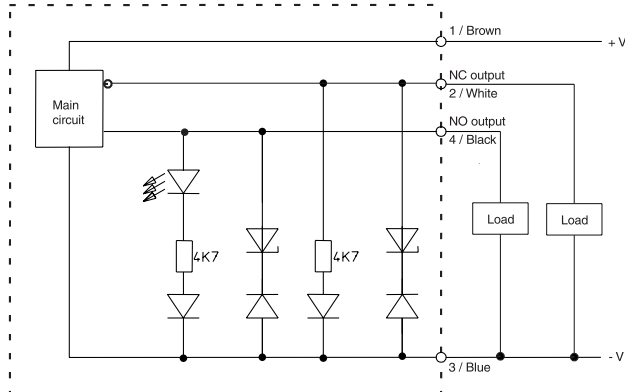 1 / Brown
+ V
NC output
2 / White
Main
circuit
NO output
4 / Black
Load
Load
4K7
4K7
- V
3 / Blue